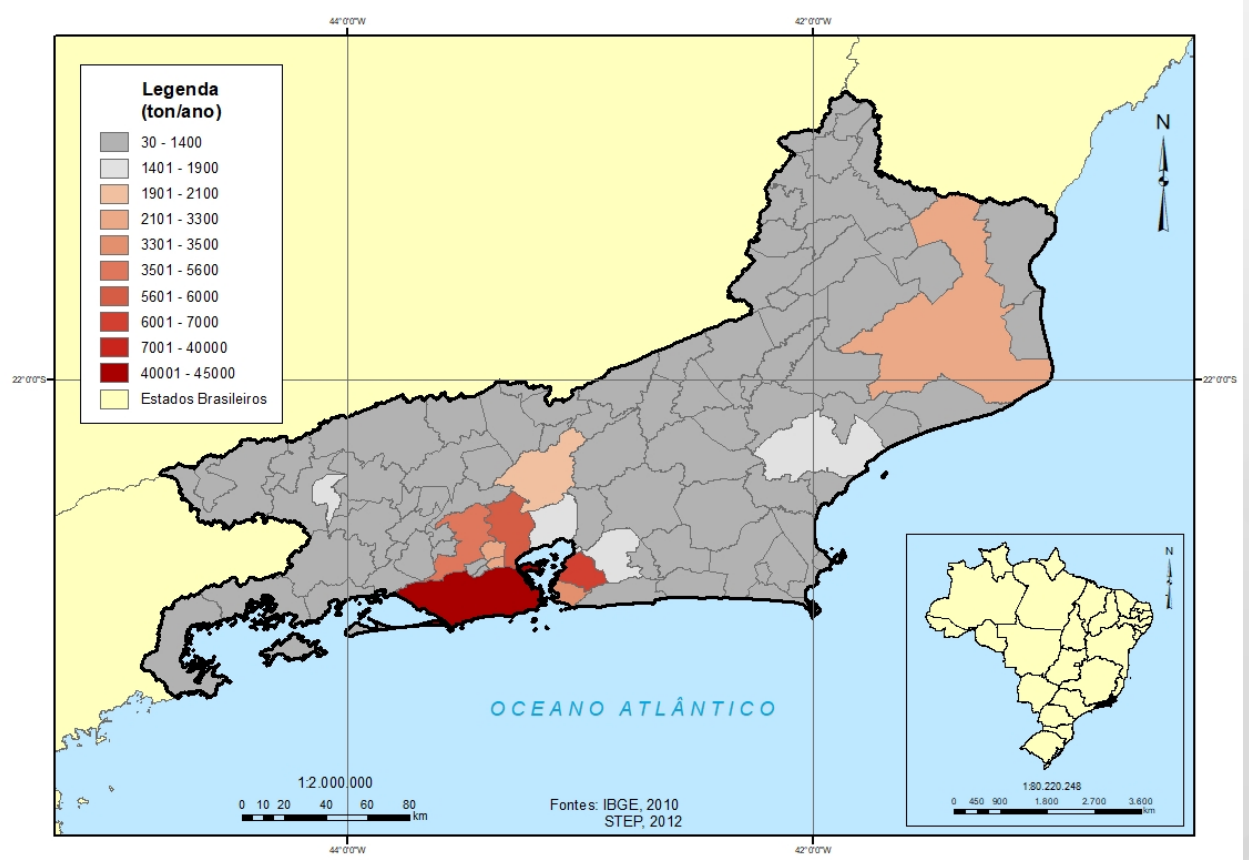 44°0'0"W
42°0'0"W
Legenda
(ton/ano)
30 - 1400
1401 - 1900
1901 - 2100
2101 - 3300
3301 - 3500
3501 - 5600
5601 - 6000
6001 - 7000
7001 - 40000
40001 - 45000
Estados Brasileiros
N
22°0'0"S
22°0'0"S
OCEANO ATLÂNTICO
1:2.000.000
0 10 20 40 60 80
km
Fontes: IBGE, 2010
STEP, 2012
N
1:80.220.248
0 450 900 1.800 2.700 3.600
km
44°0'0"W
42°0'0"W